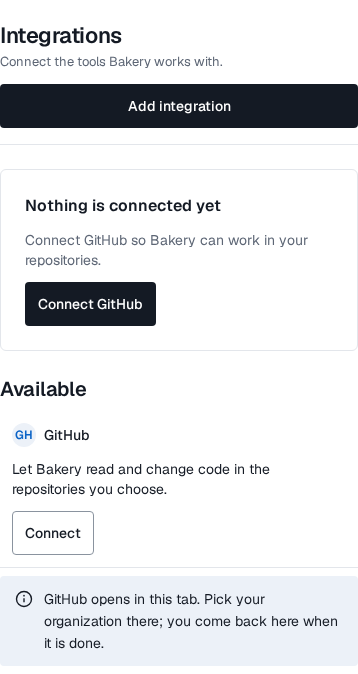 Integrations
Connect the tools Bakery works with.
Add integration
Nothing is connected yet
Connect GitHub so Bakery can work in your
repositories.
Connect GitHub
Available
GH GitHub
Let Bakery read and change code in the
repositories you choose.
Connect
GitHub opens in this tab. Pick your
organization there; you come back here when
it is done.